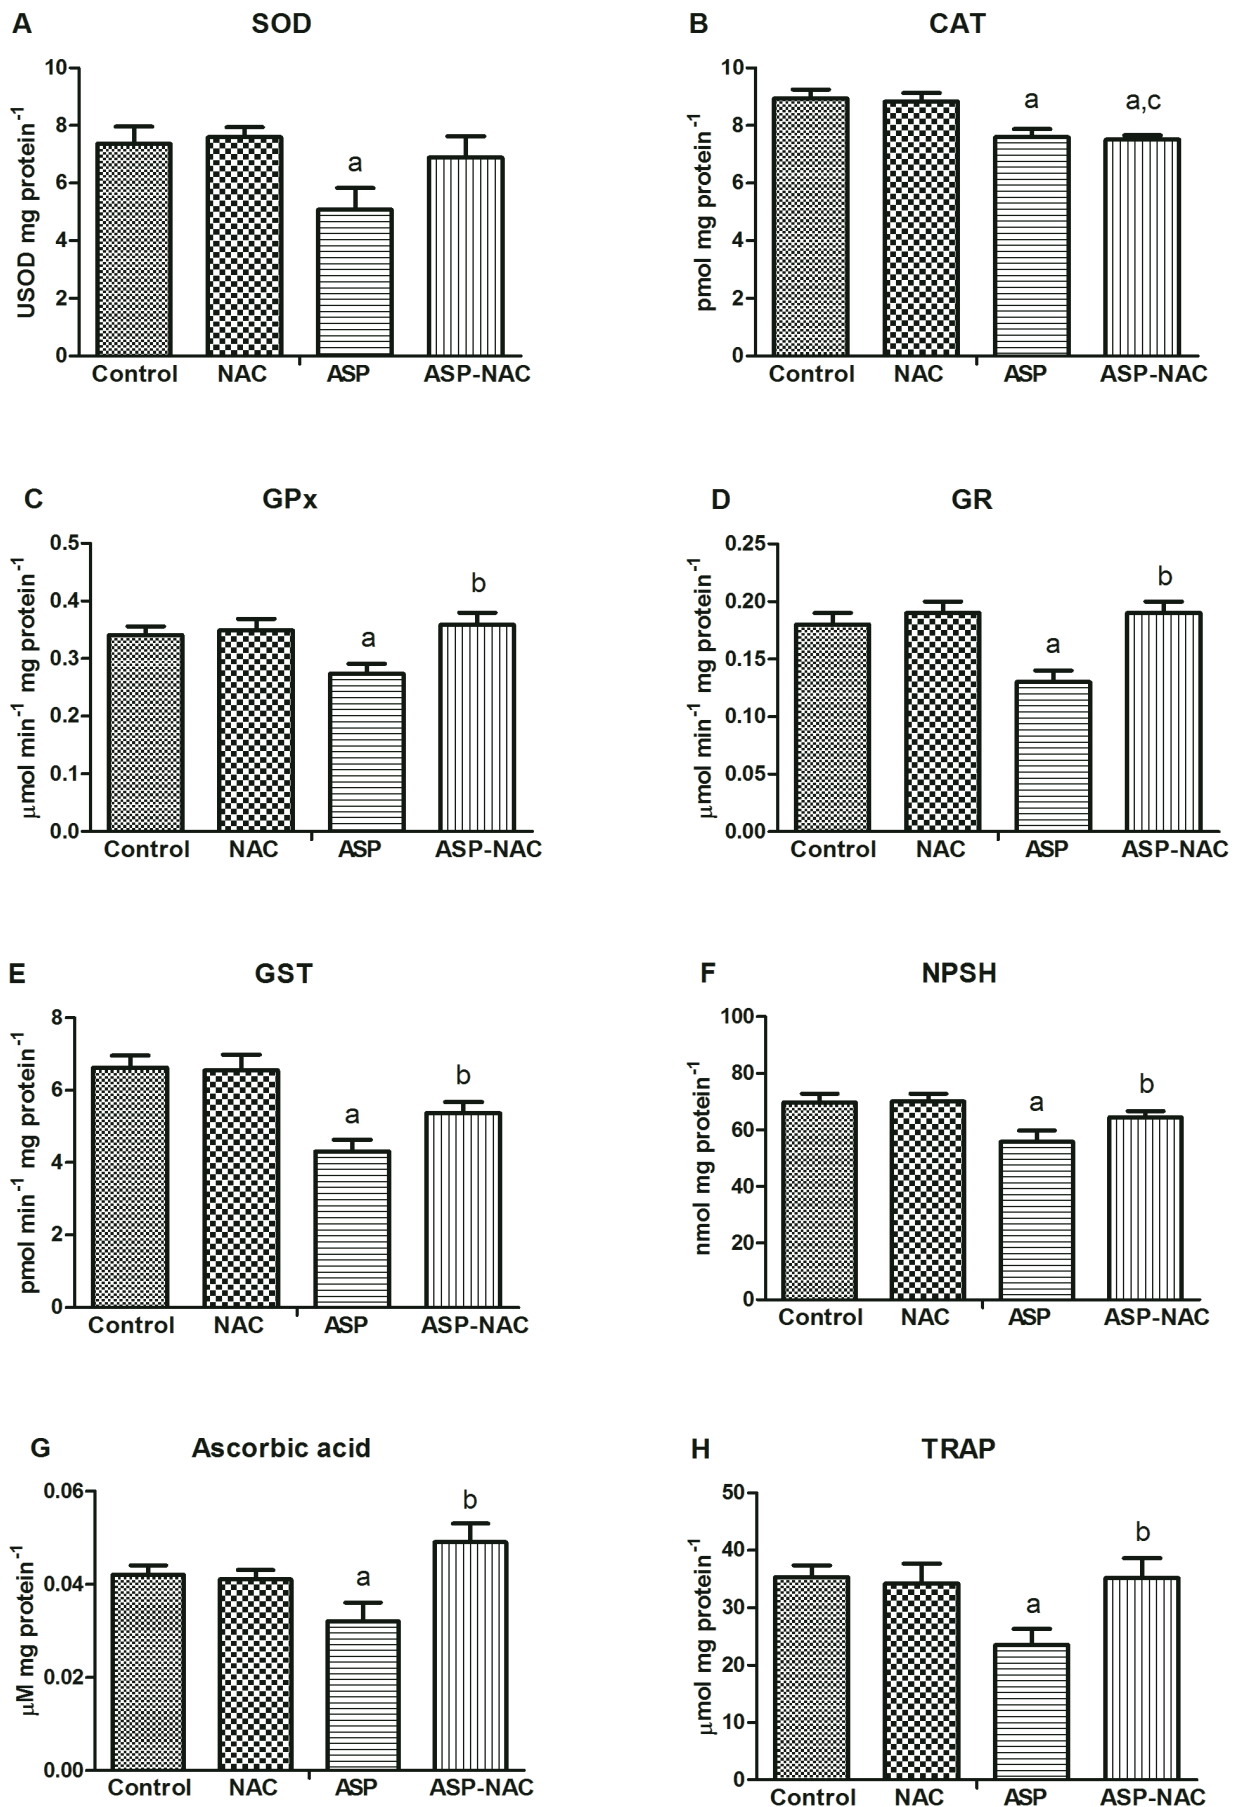 A SOD
USOD mg protein⁻¹
10
8
6
4
2
0
a
Control NAC ASP ASP-NAC
B CAT
pmol mg protein⁻¹
10
8
6
4
2
0
a
a,c
Control NAC ASP ASP-NAC
C GPx
μmol min⁻¹ mg protein⁻¹
0.5
0.4
0.3
0.2
0.1
0.0
a
b
Control NAC ASP ASP-NAC
D GR
μmol min⁻¹ mg protein⁻¹
0.25
0.20
0.15
0.10
0.05
0.00
a
b
Control NAC ASP ASP-NAC
E GST
pmol min⁻¹ mg protein⁻¹
8
6
4
2
0
a
b
Control NAC ASP ASP-NAC
F NPSH
nmol mg protein⁻¹
100
80
60
40
20
0
a
b
Control NAC ASP ASP-NAC
G Ascorbic acid
μM mg protein⁻¹
0.06
0.04
0.02
0.00
a
b
Control NAC ASP ASP-NAC
H TRAP
μmol mg protein⁻¹
50
40
30
20
10
0
a
b
Control NAC ASP ASP-NAC